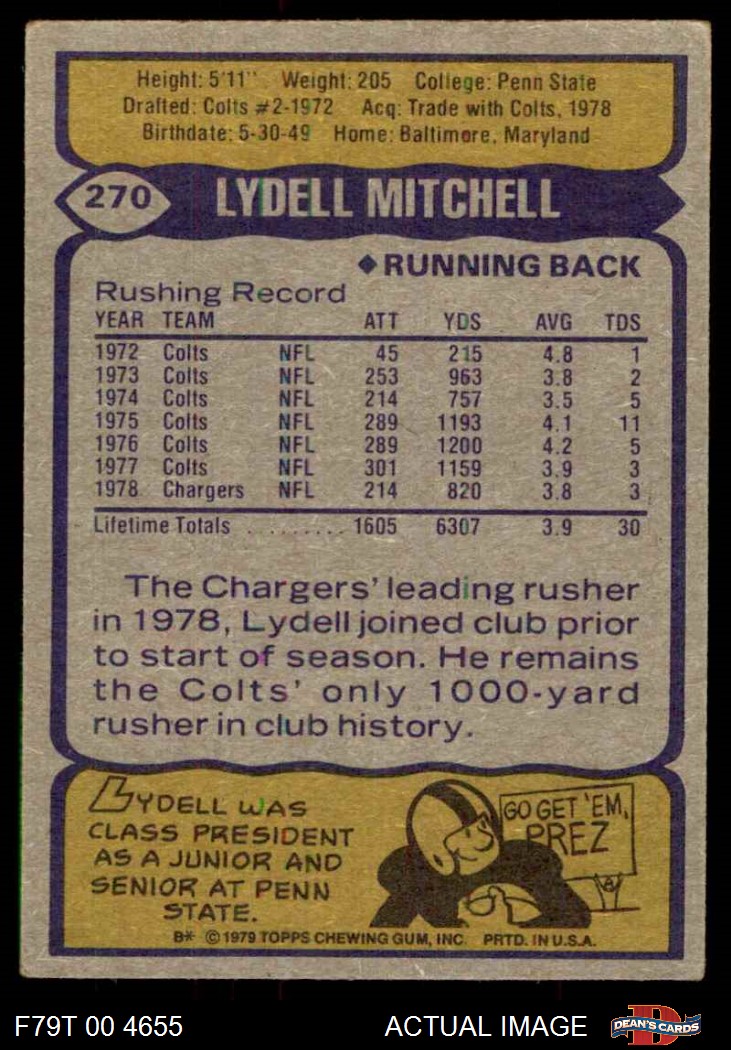 Height: 5'11" Weight: 205 College: Penn State
Drafted: Colts #2-1972 Acq: Trade with Colts, 1978
Birthdate: 5-30-49 Home: Baltimore, Maryland
270 LYDELL MITCHELL
◆RUNNING BACK
Rushing Record
YEAR TEAM ATT YDS AVG TDS
1972 Colts NFL 45 215 4.8 1
1973 Colts NFL 253 963 3.8 2
1974 Colts NFL 214 757 3.5 5
1975 Colts NFL 289 1193 4.1 11
1976 Colts NFL 289 1200 4.2 5
1977 Colts NFL 301 1159 3.9 3
1978 Chargers NFL 214 820 3.8 3
Lifetime Totals .......... 1605 6307 3.9 30
The Chargers' leading rusher
in 1978, Lydell joined club prior
to start of season. He remains
the Colts' only 1000-yard
rusher in club history.
LYDELL WAS
CLASS PRESIDENT
AS A JUNIOR AND
SENIOR AT PENN
STATE.
GO GET 'EM,
PREZ
B* © 1979 TOPPS CHEWING GUM, INC. PRTD. IN U.S.A.
F79T 00 4655 ACTUAL IMAGE D DEAN'S CARDS